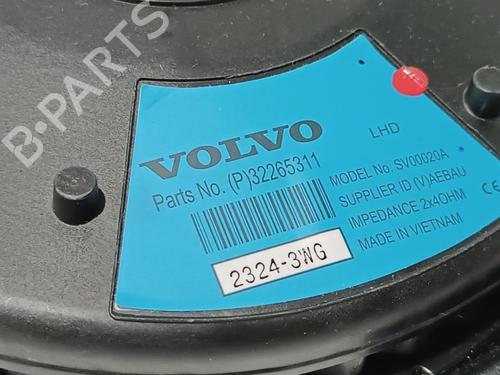 B-PARTS
VOLVO
LHD
Parts No. (P)32265311
MODEL No. SV00020A
SUPPLIER ID (V)AEBAU
IMPEDANCE 2x4OHM
MADE IN VIETNAM
2324-3WG
CE